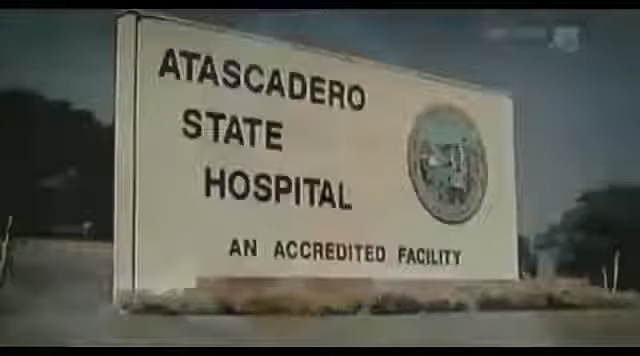 ATASCADERO
STATE
HOSPITAL
AN ACCREDITED FACILITY